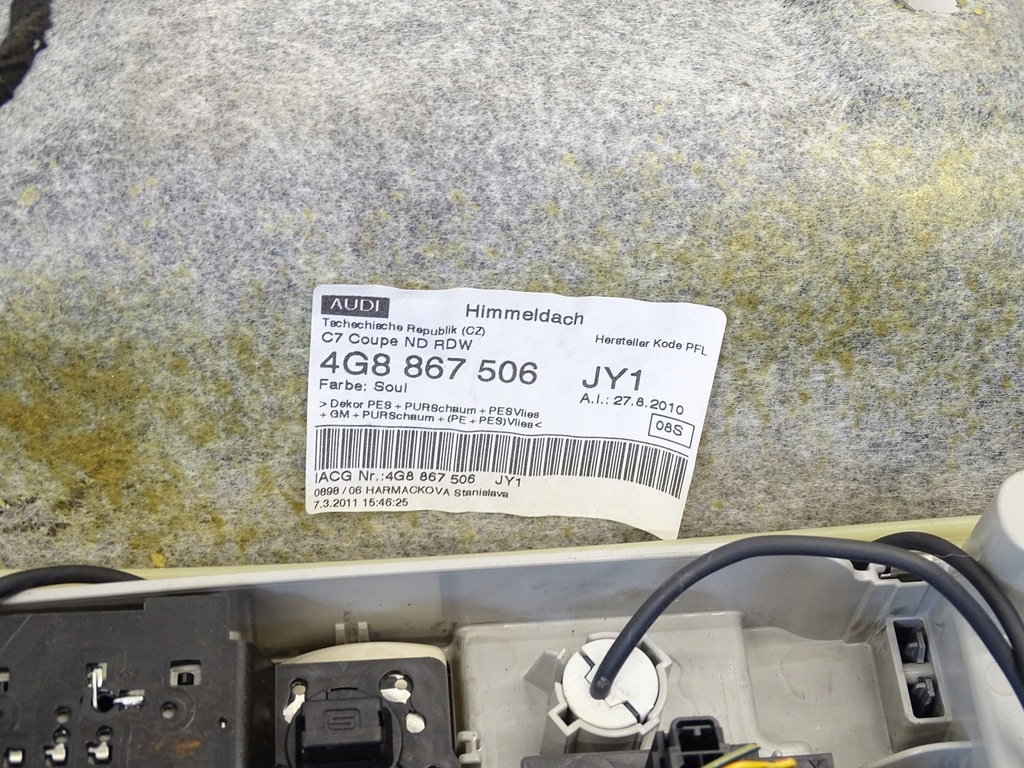 AUDI Himmeldach
Tschechische Republik (CZ)
C7 Coupe ND RDW Hersteller Kode PFL
4G8 867 506 JY1
Farbe: Soul A.I.: 27.8.2010
> Dekor PES + PURSchaum + PESVlies
+ GM + PURSchaum + (PE + PES)Vlies < 08S
ACG Nr.:4G8 867 506 JY1
0898 / 06 HARMACKOVA Stanislava
7.3.2011 15:46:25